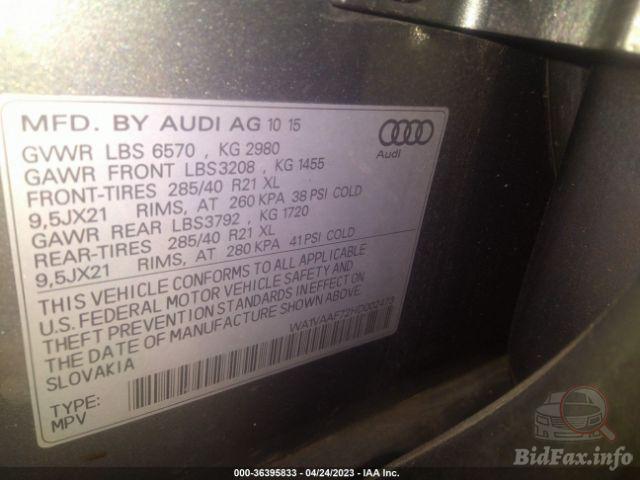 MFD. BY AUDI AG 10 15
Audi
GVWR LBS 6570 , KG 2980
GAWR FRONT LBS3208 , KG 1455
FRONT-TIRES 285/40 R21 XL
9,5JX21 RIMS, AT 260 KPA 38 PSI COLD
GAWR REAR LBS3792 , KG 1720
REAR-TIRES 285/40 R21 XL
9,5JX21 RIMS, AT 280 KPA 41PSI COLD
THIS VEHICLE CONFORMS TO ALL APPLICABLE
U.S. FEDERAL MOTOR VEHICLE SAFETY AND
THEFT PREVENTION STANDARDS IN EFFECT ON
THE DATE OF MANUFACTURE SHOWN ABOVE.
SLOVAKIA
WA1VAAF72HD002473
TYPE:
MPV
BidFax.info
000-36395833 - 04/24/2023 - IAA Inc.